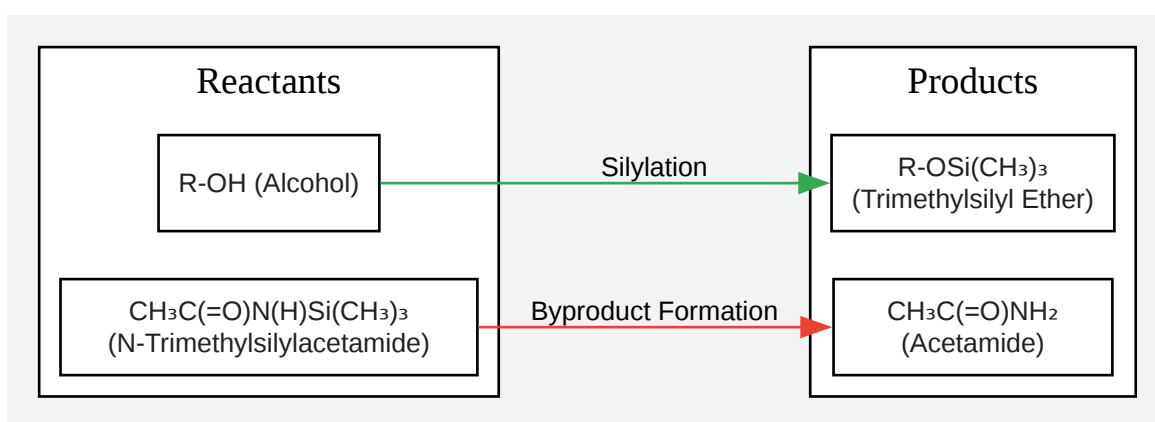 Reactants
Products
R-OH (Alcohol)
Silylation
R-OSi(CH₃)₃
(Trimethylsilyl Ether)
CH₃C(=O)N(H)Si(CH₃)₃
(N-Trimethylsilylacetamide)
Byproduct Formation
CH₃C(=O)NH₂
(Acetamide)